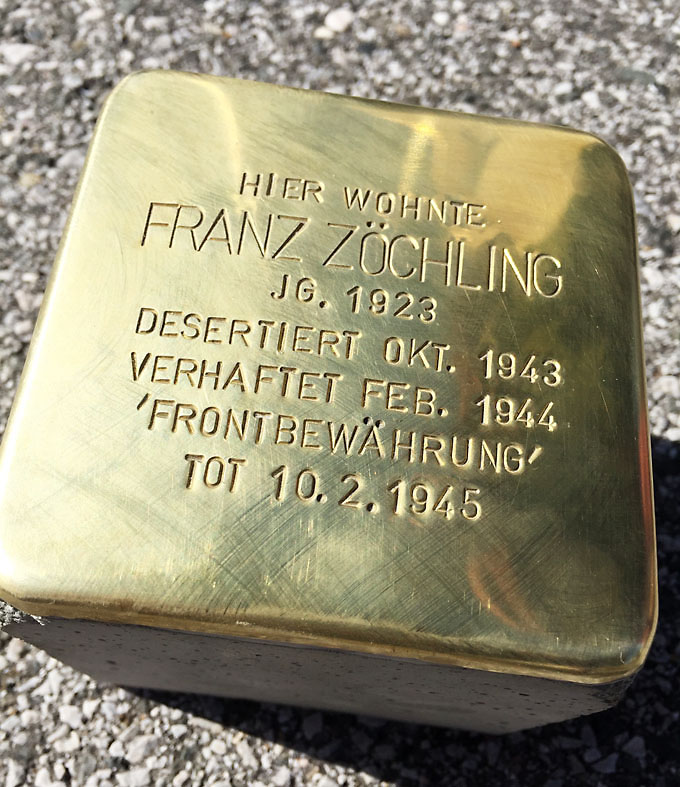 HIER WOHNTE
FRANZ ZÖCHLING
JG. 1923
DESERTIERT OKT. 1943
VERHAFTET FEB. 1944
'FRONTBEWÄHRUNG'
TOT 10.2.1945